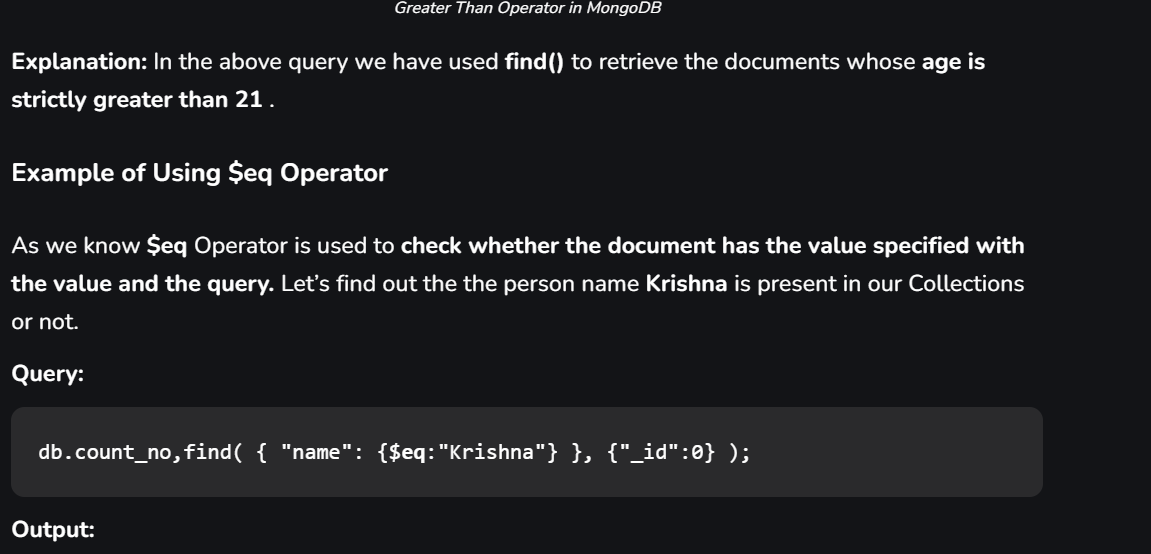 Greater Than Operator in MongoDB
Explanation: In the above query we have used find() to retrieve the documents whose age is
strictly greater than 21 .
Example of Using $eq Operator
As we know $eq Operator is used to check whether the document has the value specified with
the value and the query. Let’s find out the the person name Krishna is present in our Collections
or not.
Query:
db.count_no,find( { "name": {$eq:"Krishna"} }, {"_id":0} );
Output: